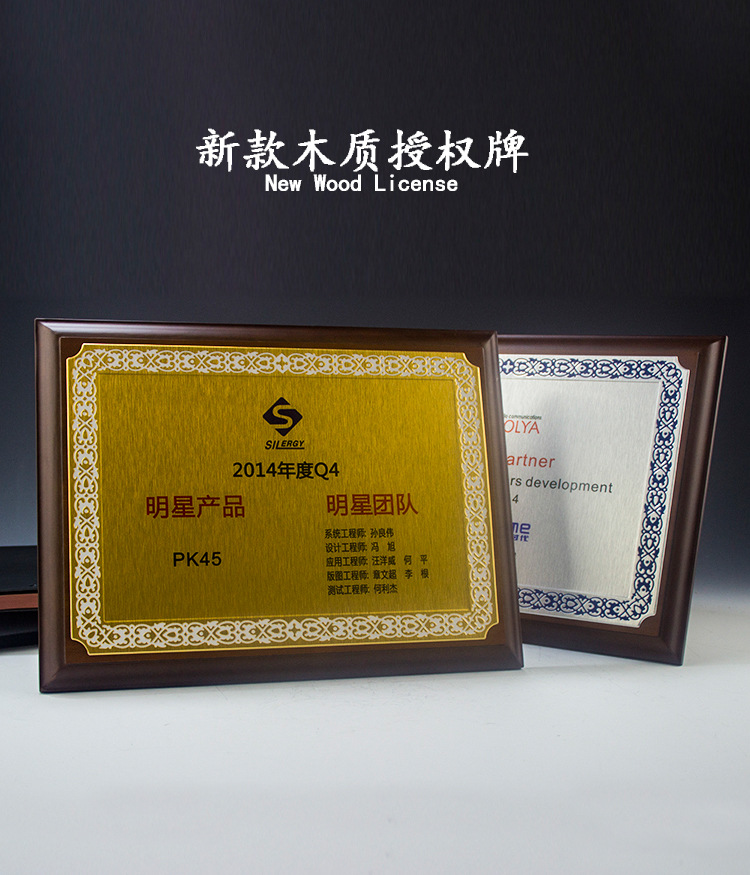 新款木质授权牌
New Wood License
SILERGY
2014年度Q4
明星产品
明星团队
PK45
系统工程师: 孙良伟
设计工程师: 冯 旭
应用工程师: 汪洋威 何 平
版图工程师: 章文超 李 根
测试工程师: 何利杰
communications
OLYA
artner
rs development
4
me
时代